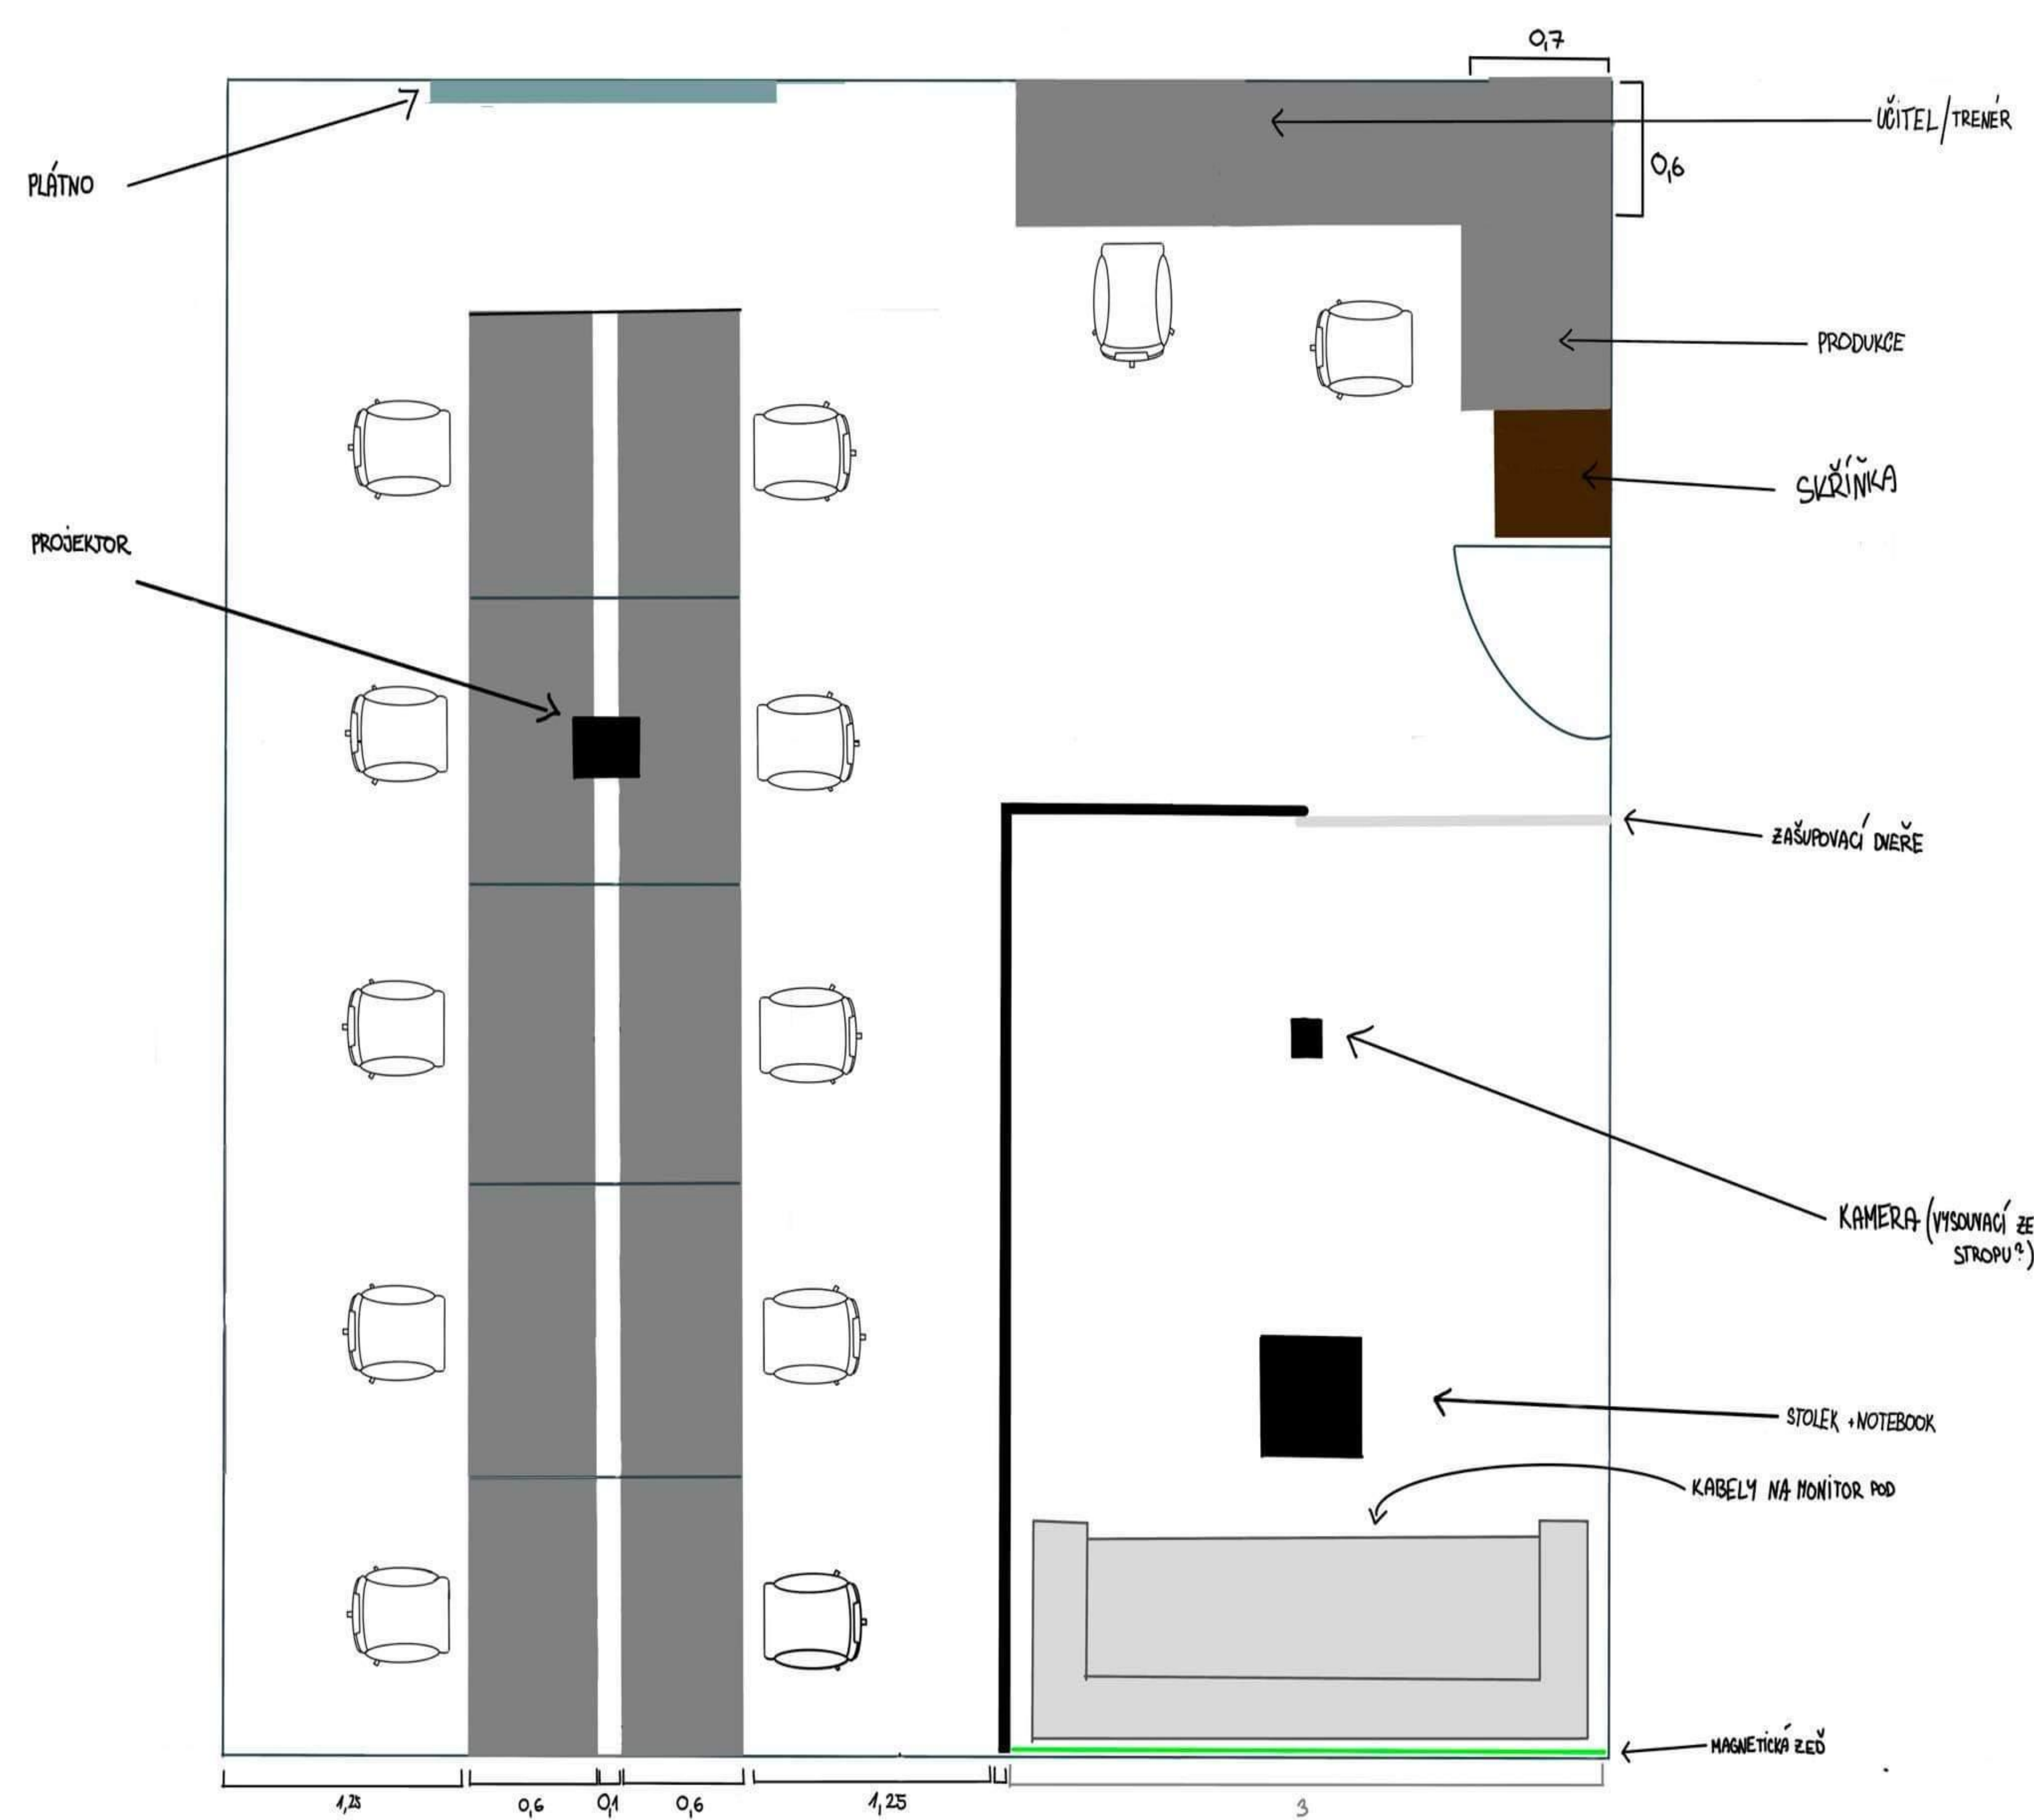 0,7
UČITEL/TRENÉR
0,6
PLÁTNO
PRODUKCE
SKŘÍŇKA
PROJEKTOR
ZAŠUPOVACÍ DVEŘE
KAMERA (VYSOUVACÍ ZE
STROPU?)
STOLEK +NOTEBOOK
KABELY NA MONITOR POD
MAGNETICKÁ ZEĎ
1,25
0,6
0,1
0,6
1,25
3